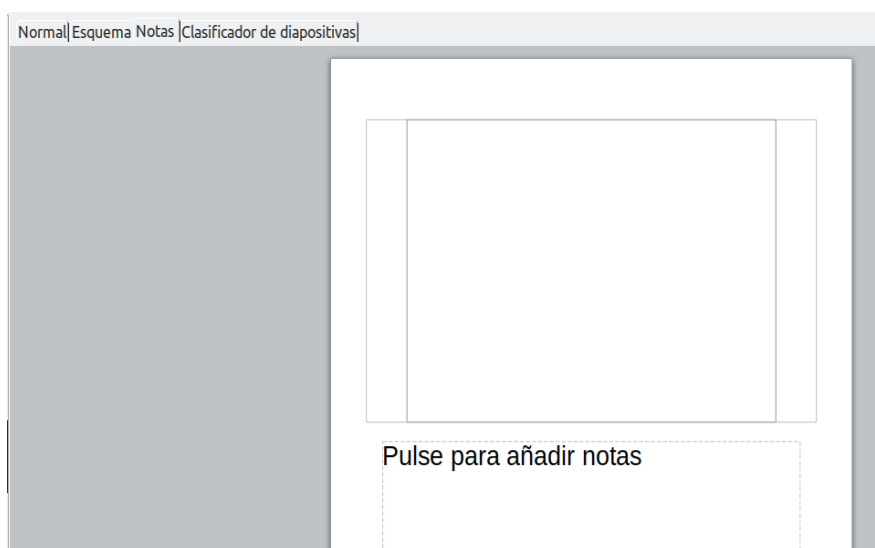 Normal Esquema Notas Clasificador de diapositivas
Pulse para añadir notas